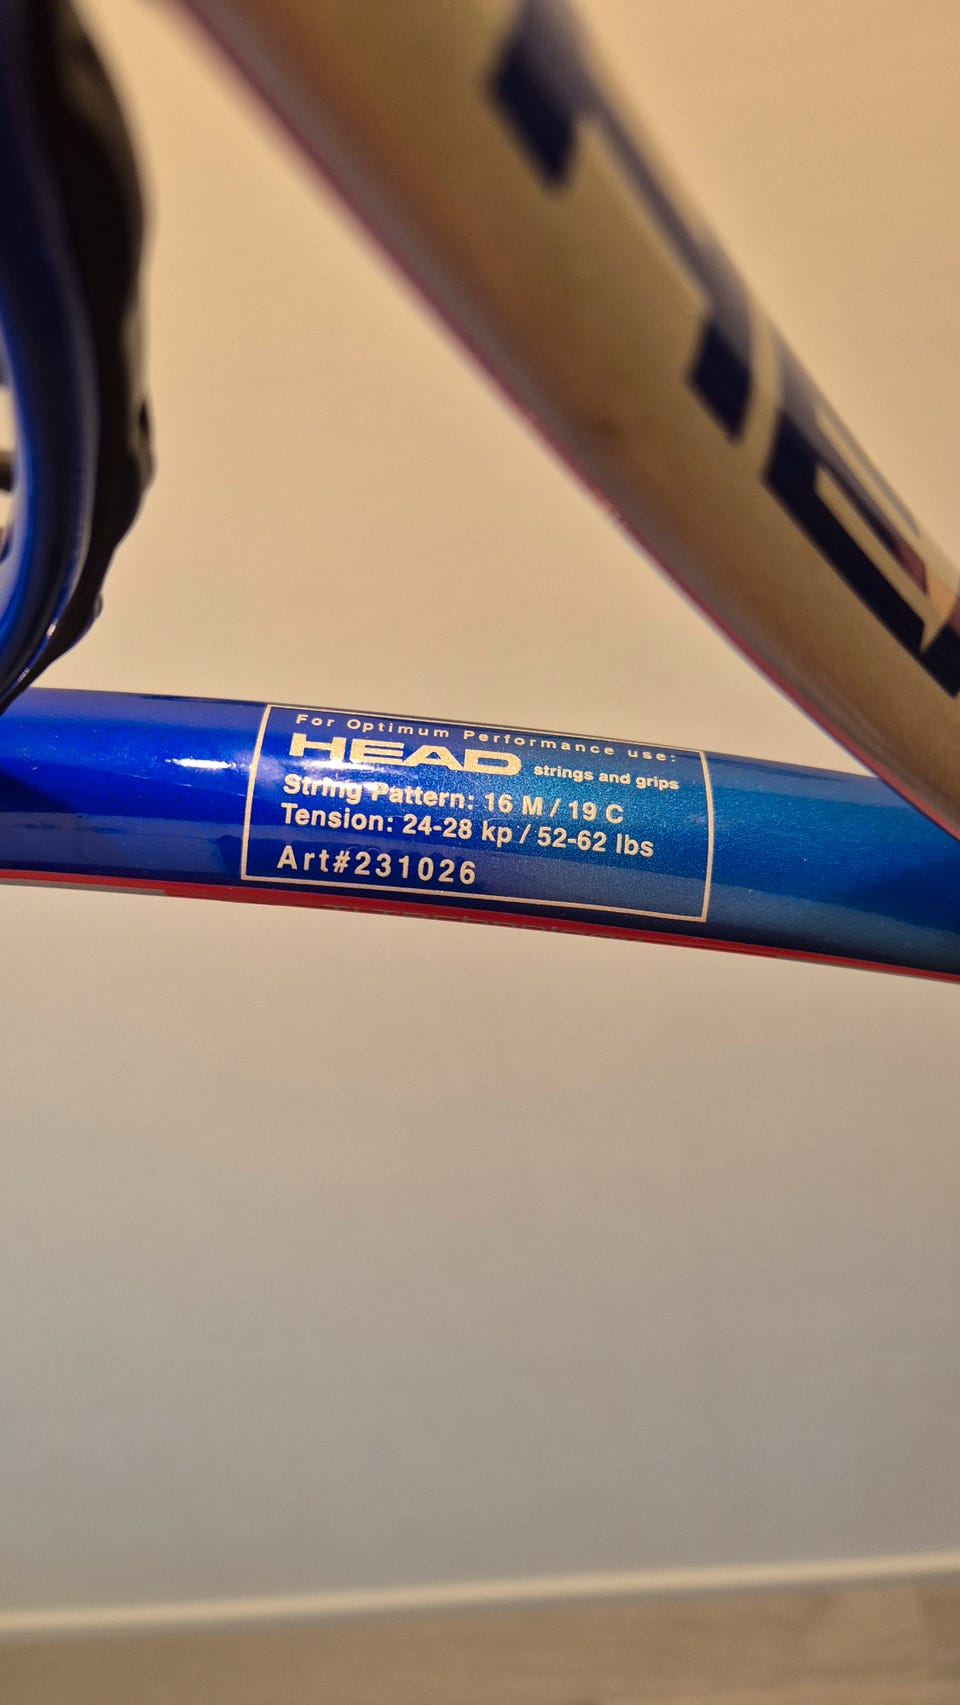 For Optimum Performance use:
HEAD strings and grips
String Pattern: 16 M / 19 C
Tension: 24-28 kp / 52-62 lbs
Art#231026